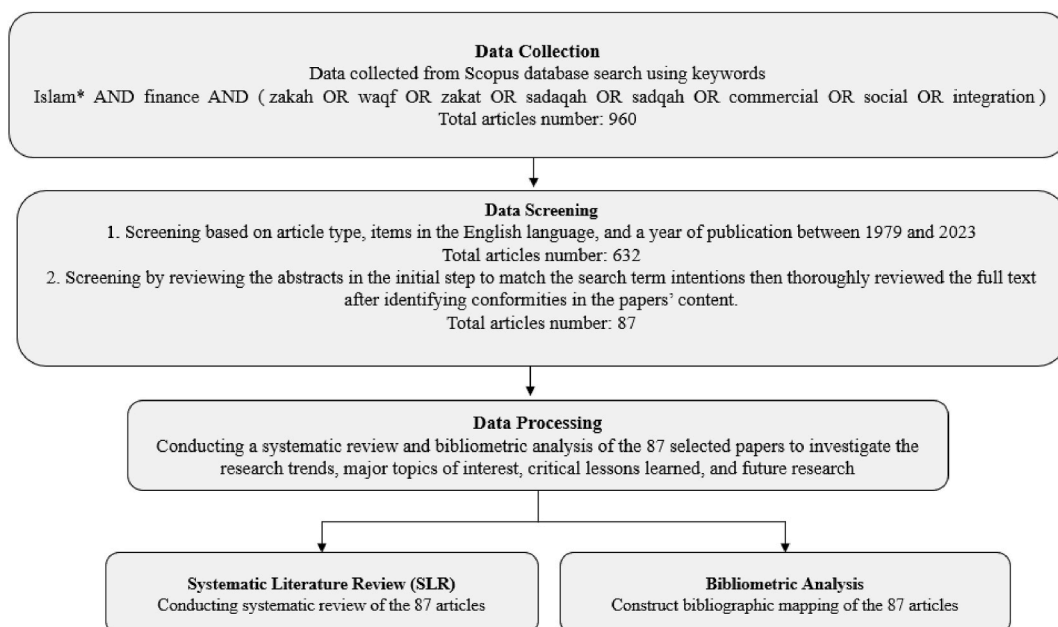 Data Collection
Data collected from Scopus database search using keywords
Islam* AND finance AND ( zakah OR waqf OR zakat OR sadaqah OR sadqah OR commercial OR social OR integration )
Total articles number: 960
Data Screening
1. Screening based on article type, items in the English language, and a year of publication between 1979 and 2023
Total articles number: 632
2. Screening by reviewing the abstracts in the initial step to match the search term intentions then thoroughly reviewed the full text
after identifying conformities in the papers’ content.
Total articles number: 87
Data Processing
Conducting a systematic review and bibliometric analysis of the 87 selected papers to investigate the
research trends, major topics of interest, critical lessons learned, and future research
Systematic Literature Review (SLR)
Conducting systematic review of the 87 articles
Bibliometric Analysis
Construct bibliographic mapping of the 87 articles